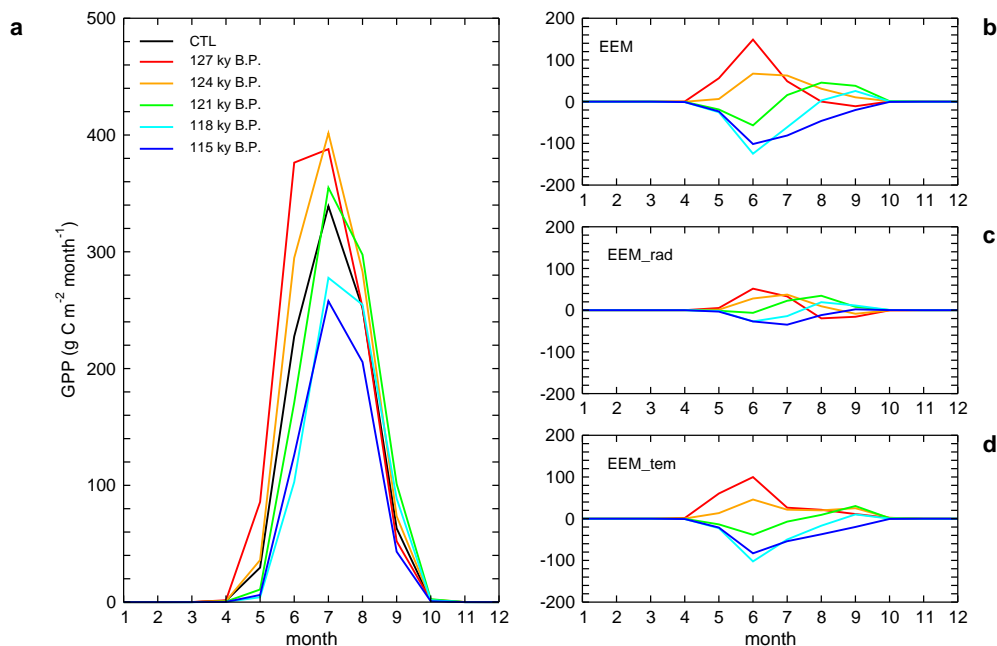 a
500
400
300
200
100
0
GPP (g C m-2 month-1)
CTL
127 ky B.P.
124 ky B.P.
121 ky B.P.
118 ky B.P.
115 ky B.P.
1 2 3 4 5 6 7 8 9 10 11 12
month
b
EEM
200
100
0
-100
-200
1 2 3 4 5 6 7 8 9 10 11 12
c
EEM_rad
200
100
0
-100
-200
1 2 3 4 5 6 7 8 9 10 11 12
d
EEM_tem
200
100
0
-100
-200
1 2 3 4 5 6 7 8 9 10 11 12
month